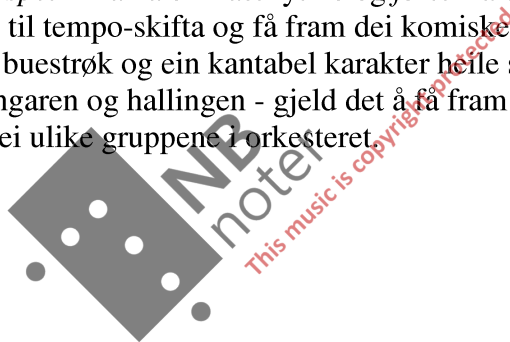 til tempo-skifta og få fram dei komiske
buestrøk og ein kantabel karakter heile s
ngaren og hallingen - gjeld det å få fram
ei ulike gruppene i orkesteret.
NB
noter
This music is copyright protected